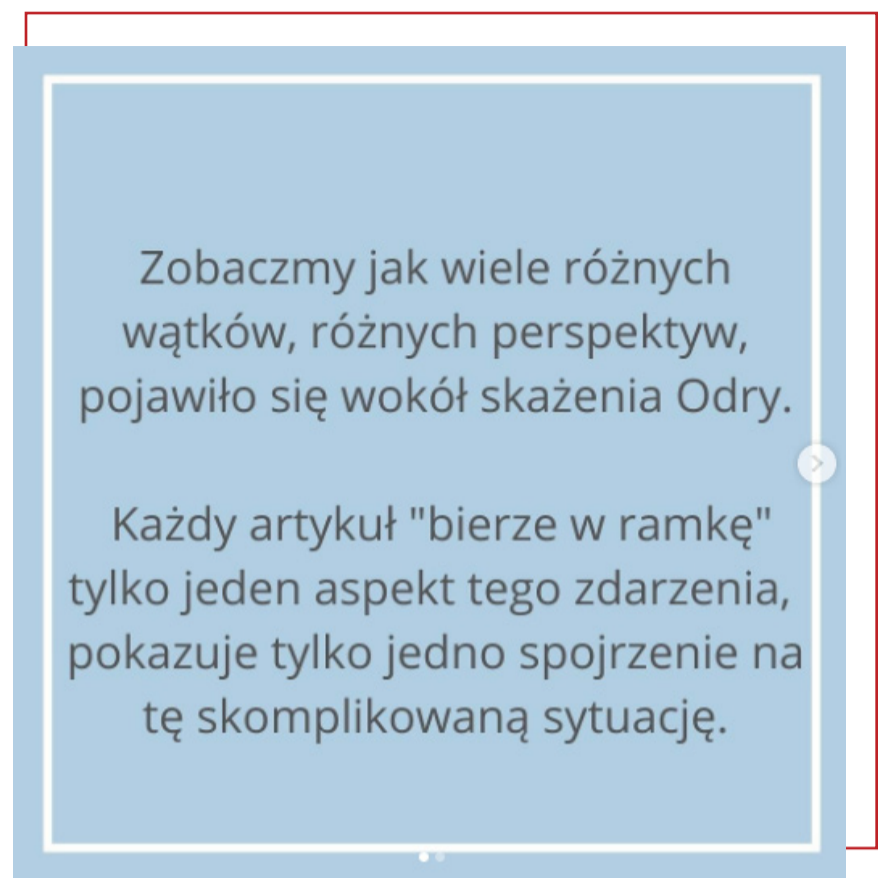 Zobaczmy jak wiele różnych
wątków, różnych perspektyw,
pojawiło się wokół skażenia Odry.
Każdy artykuł "bierze w ramkę"
tylko jeden aspekt tego zdarzenia,
pokazuje tylko jedno spojrzenie na
tę skomplikowaną sytuację.